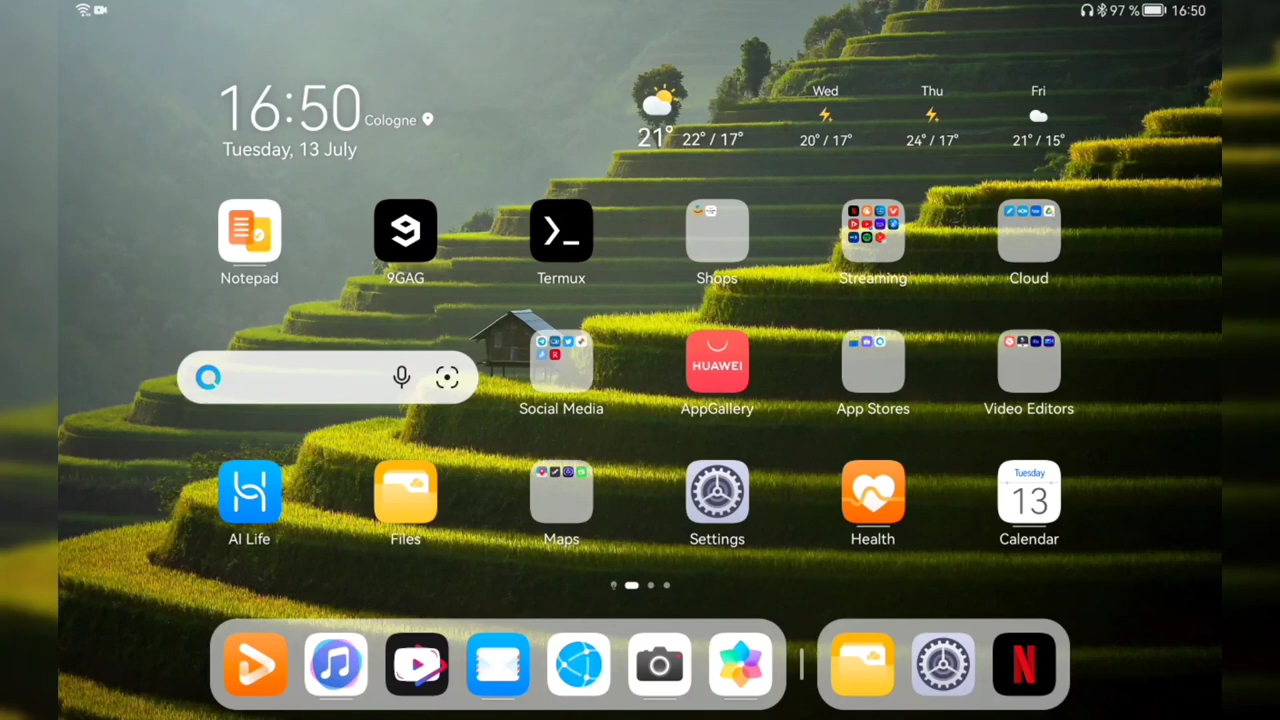 97 % 16:50
16:50 Cologne
Tuesday, 13 July
21° 22° / 17°
Wed
20° / 17°
Thu
24° / 17°
Fri
21° / 15°
Notepad
9GAG
Termux
Shops
Streaming
Cloud
Social Media
HUAWEI
AppGallery
App Stores
Video Editors
AI Life
Files
Maps
Settings
Health
Tuesday
13
Calendar
N